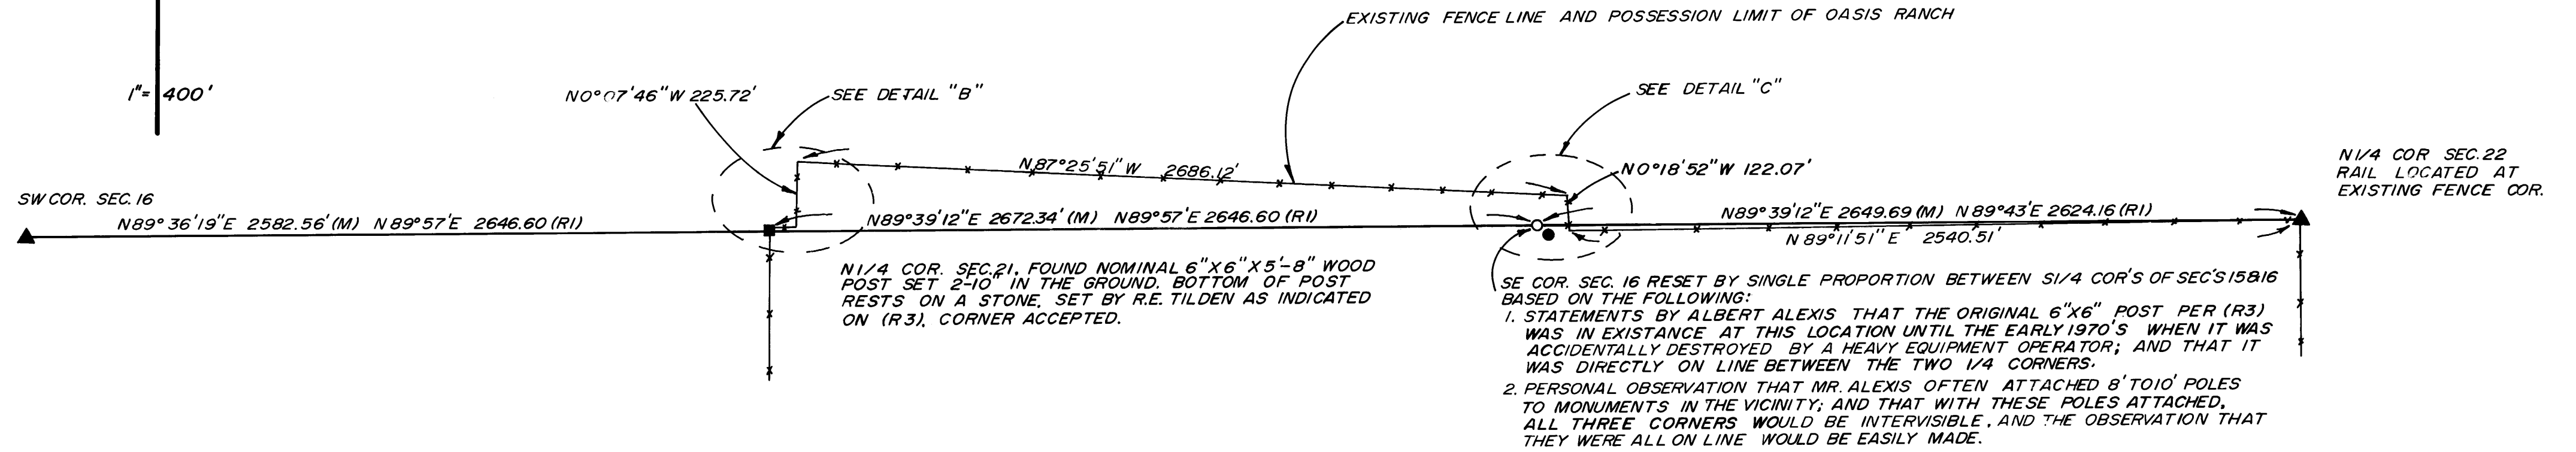 EXISTING FENCE LINE AND POSSESSION LIMIT OF OASIS RANCH
1"= 400'
N0°07'46"W 225.72'
SEE DETAIL "B"
SEE DETAIL "C"
N87°25'51"W 2686.12'
N0°18'52"W 122.07'
N1/4 COR SEC.22
RAIL LOCATED AT
EXISTING FENCE COR.
SW COR. SEC. 16
N89°36'19"E 2582.56'(M) N89°57'E 2646.60 (R1)
N89°39'12"E 2672.34' (M) N89°57'E 2646.60 (R1)
N89°39'12"E 2649.69 (M) N89°43'E 2624.16 (R1)
N89°11'51"E 2540.51'
N1/4 COR. SEC.21, FOUND NOMINAL 6"X6"X5'-8" WOOD
POST SET 2'-10" IN THE GROUND. BOTTOM OF POST
RESTS ON A STONE. SET BY R.E. TILDEN AS INDICATED
ON (R3), CORNER ACCEPTED.
SE COR. SEC. 16 RESET BY SINGLE PROPORTION BETWEEN S1/4 COR'S OF SEC'S 15&16
BASED ON THE FOLLOWING:
1. STATEMENTS BY ALBERT ALEXIS THAT THE ORIGINAL 6"X6" POST PER (R3)
WAS IN EXISTANCE AT THIS LOCATION UNTIL THE EARLY 1970'S WHEN IT WAS
ACCIDENTALLY DESTROYED BY A HEAVY EQUIPMENT OPERATOR; AND THAT IT
WAS DIRECTLY ON LINE BETWEEN THE TWO 1/4 CORNERS.
2. PERSONAL OBSERVATION THAT MR. ALEXIS OFTEN ATTACHED 8' TO 10' POLES
TO MONUMENTS IN THE VICINITY; AND THAT WITH THESE POLES ATTACHED,
ALL THREE CORNERS WOULD BE INTERVISIBLE, AND THE OBSERVATION THAT
THEY WERE ALL ON LINE WOULD BE EASILY MADE.